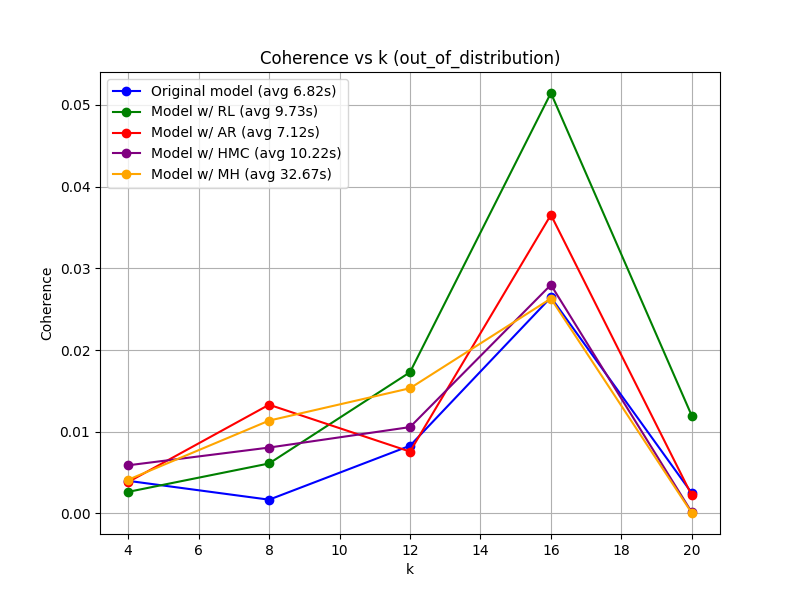 Coherence vs k (out_of_distribution)
Original model (avg 6.82s)
Model w/ RL (avg 9.73s)
Model w/ AR (avg 7.12s)
Model w/ HMC (avg 10.22s)
Model w/ MH (avg 32.67s)
Coherence
0.05
0.04
0.03
0.02
0.01
0.00
4 6 8 10 12 14 16 18 20
k